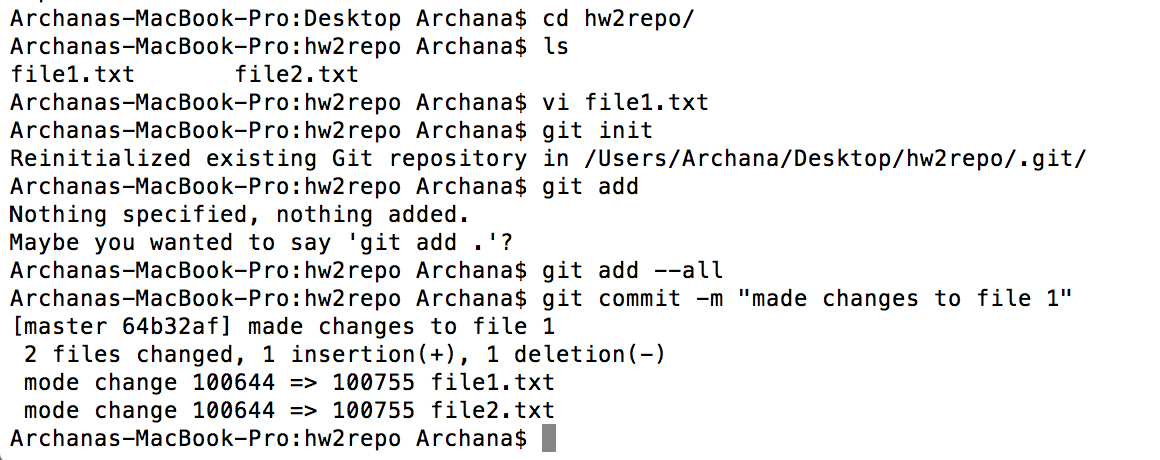 Archanas-MacBook-Pro:Desktop Archana$ cd hw2repo/
Archanas-MacBook-Pro:hw2repo Archana$ ls
file1.txt	file2.txt
Archanas-MacBook-Pro:hw2repo Archana$ vi file1.txt
Archanas-MacBook-Pro:hw2repo Archana$ git init
Reinitialized existing Git repository in /Users/Archana/Desktop/hw2repo/.git/
Archanas-MacBook-Pro:hw2repo Archana$ git add
Nothing specified, nothing added.
Maybe you wanted to say 'git add .'?
Archanas-MacBook-Pro:hw2repo Archana$ git add --all
Archanas-MacBook-Pro:hw2repo Archana$ git commit -m "made changes to file 1"
[master 64b32af] made changes to file 1
 2 files changed, 1 insertion(+), 1 deletion(-)
 mode change 100644 => 100755 file1.txt
 mode change 100644 => 100755 file2.txt
Archanas-MacBook-Pro:hw2repo Archana$